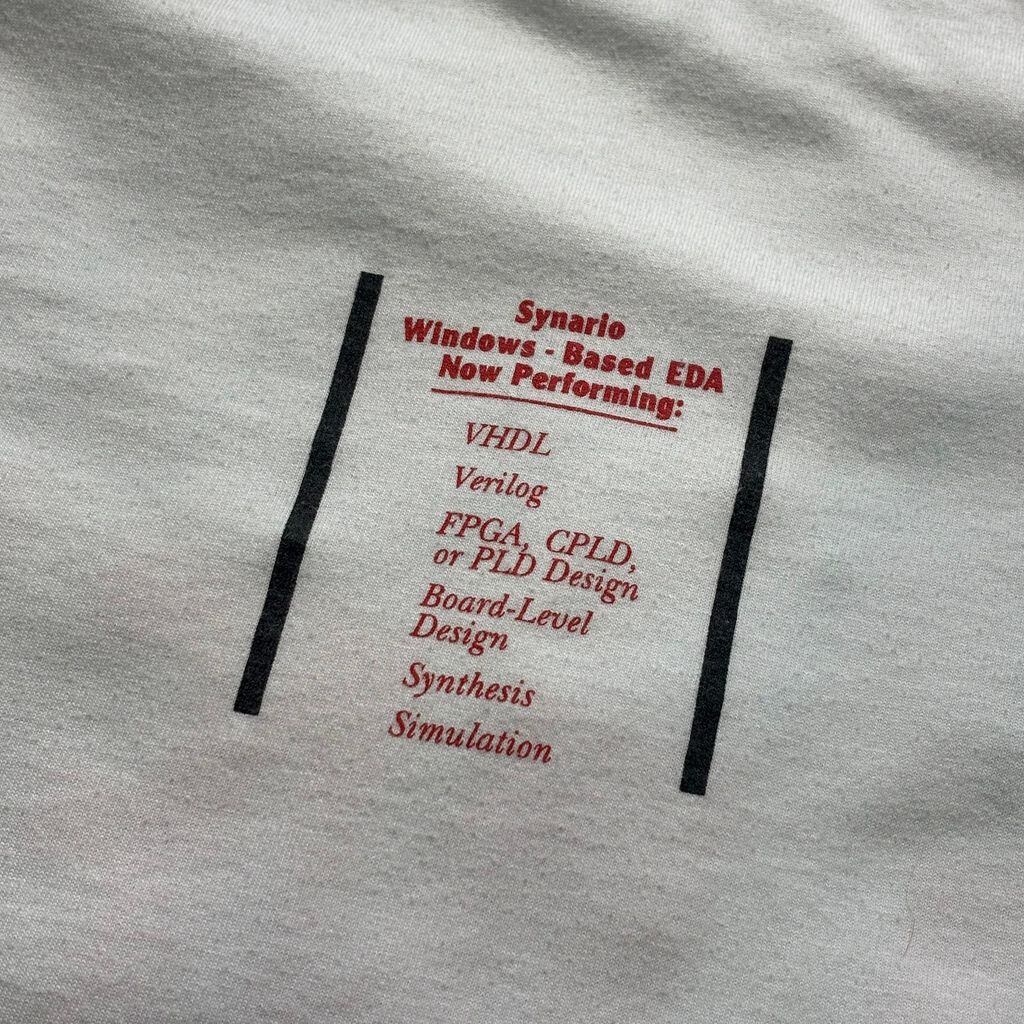 Synario
Windows - Based EDA
Now Performing:
VHDL
Verilog
FPGA, CPLD,
or PLD Design
Board-Level
Design
Synthesis
Simulation